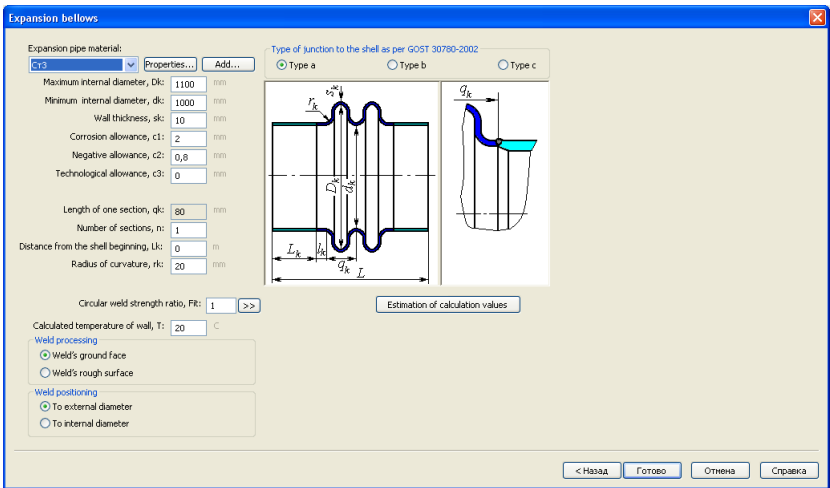 Expansion bellows
Expansion pipe material:
Ст3 Properties... Add...
Maximum internal diameter, Dk: 1100 mm
Minimum internal diameter, dk: 1000 mm
Wall thickness, sk: 10 mm
Corrosion allowance, c1: 2 mm
Negative allowance, c2: 0,8 mm
Technological allowance, c3: 0 mm
Length of one section, qk: 80 mm
Number of sections, n: 1
Distance from the shell beginning, Lk: 0 m
Radius of curvature, rk: 20 mm
Circular weld strength ratio, Fit: 1 >>
Calculated temperature of wall, T: 20 C
Weld processing
Weld's ground face
Weld's rough surface
Weld positioning
To external diameter
To internal diameter
Type of junction to the shell as per GOST 30780-2002
Type a Type b Type c
rk sk
Dk dk
Lk lk qk
L
qk
Estimation of calculation values
< Назад Готово Отмена Справка